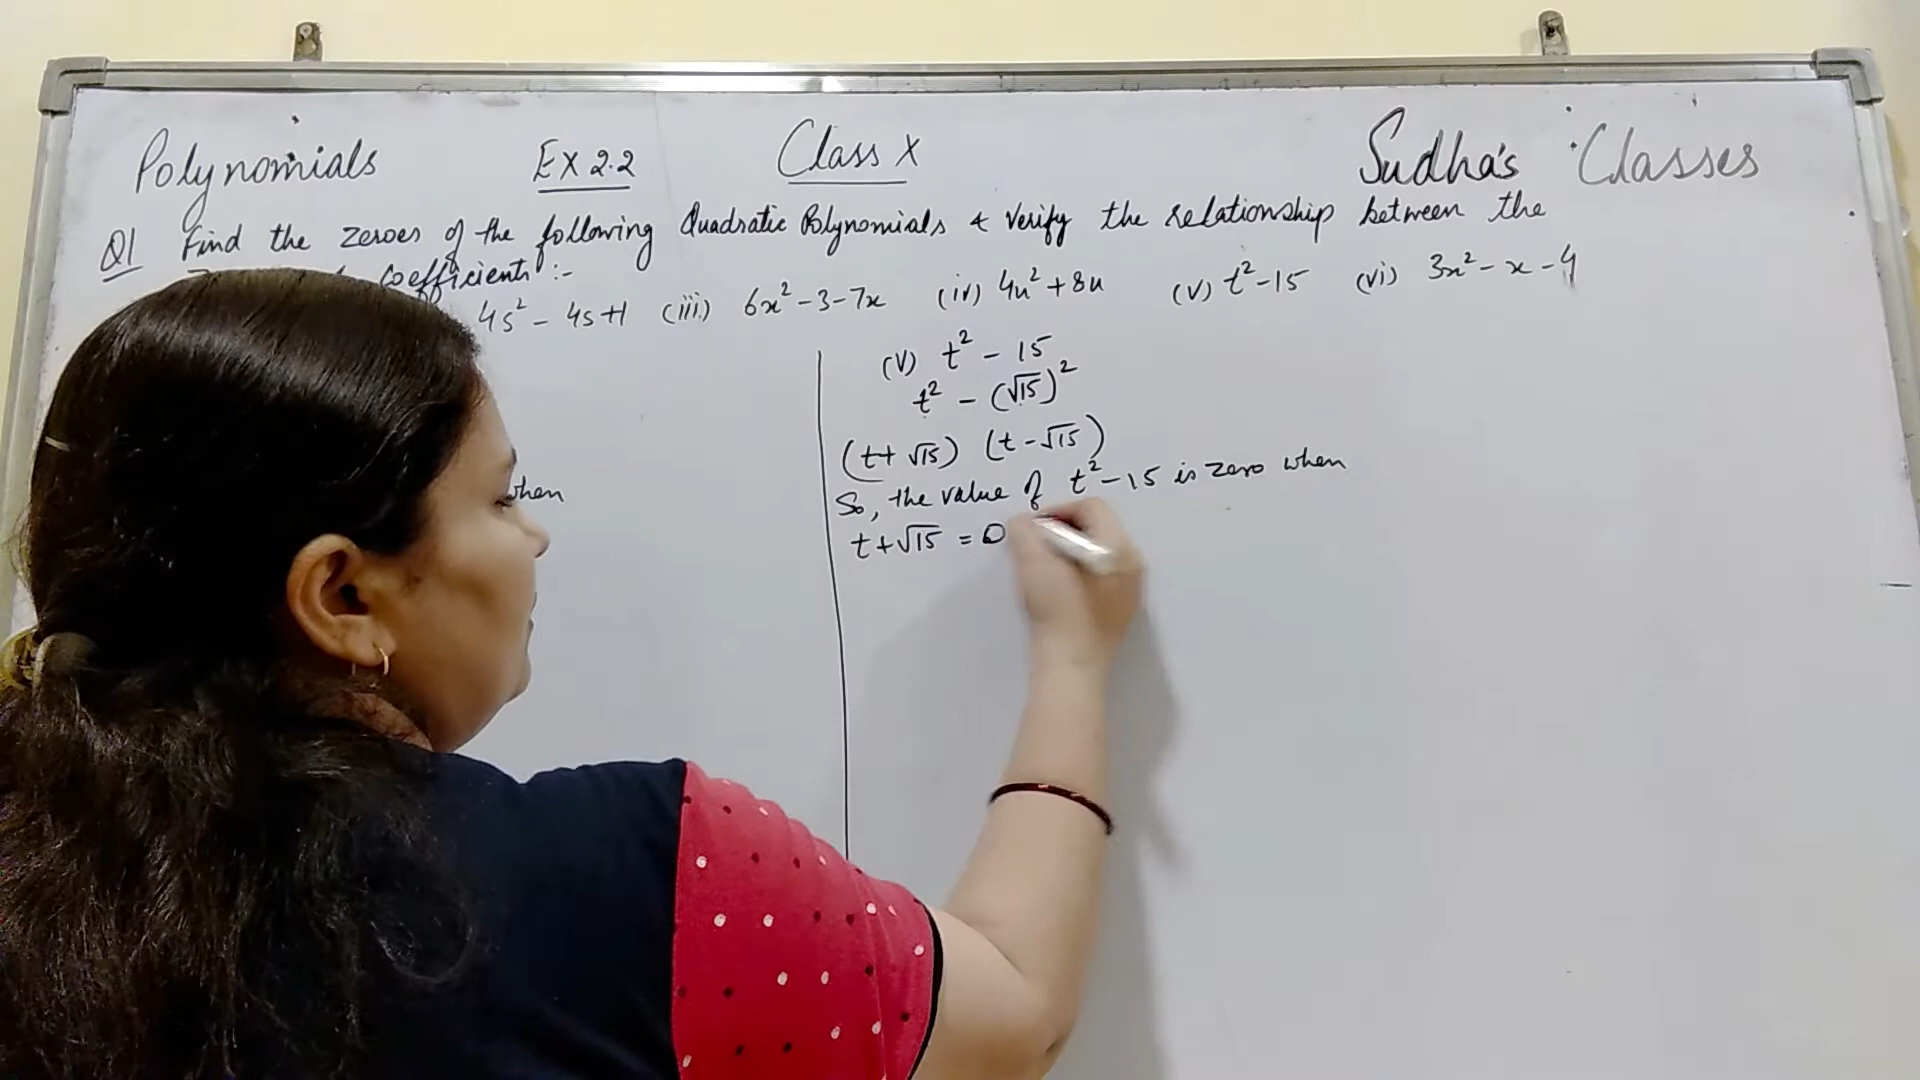 Polynomials EX 2.2 Class X Sudha's Classes
Q1 Find the zeroes of the following Quadratic Polynomials & Verify the relationship between the
coefficients :-
4s² - 4s+1 (iii) 6x² - 3 - 7x (iv) 4u² + 8u (v) t² - 15 (vi) 3x² - x - 4
(V) t² - 15
t² - (√15)²
(t+ √15) (t - √15)
So, the value of t² - 15 is zero when
when
t + √15 = 0